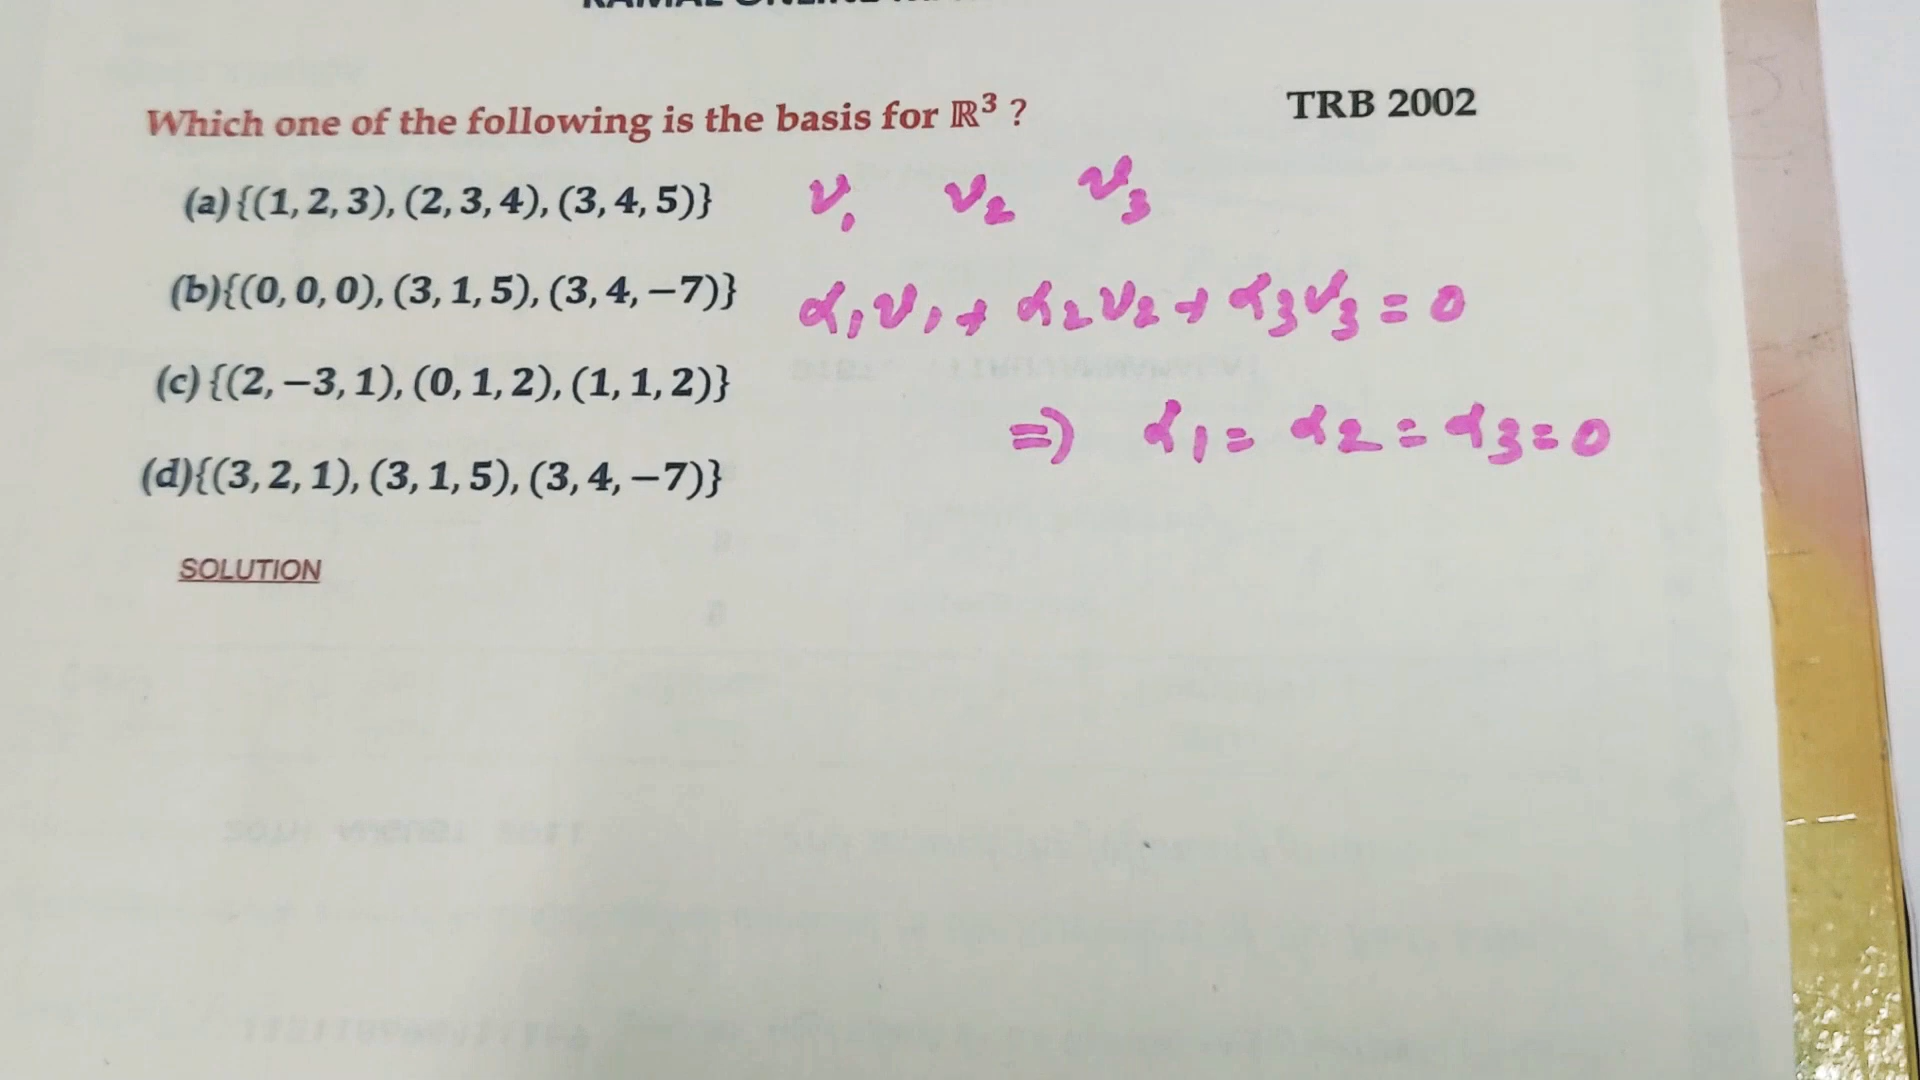 Which one of the following is the basis for ℝ³ ? TRB 2002
(a) {(1, 2, 3), (2, 3, 4), (3, 4, 5)} v₁ v₂ v₃
(b){(0, 0, 0), (3, 1, 5), (3, 4, −7)} α₁v₁ + α₂v₂ + α₃v₃ = 0
(c) {(2, −3, 1), (0, 1, 2), (1, 1, 2)}
⇒ α₁ = α₂ = α₃ = 0
(d){(3, 2, 1), (3, 1, 5), (3, 4, −7)}
SOLUTION